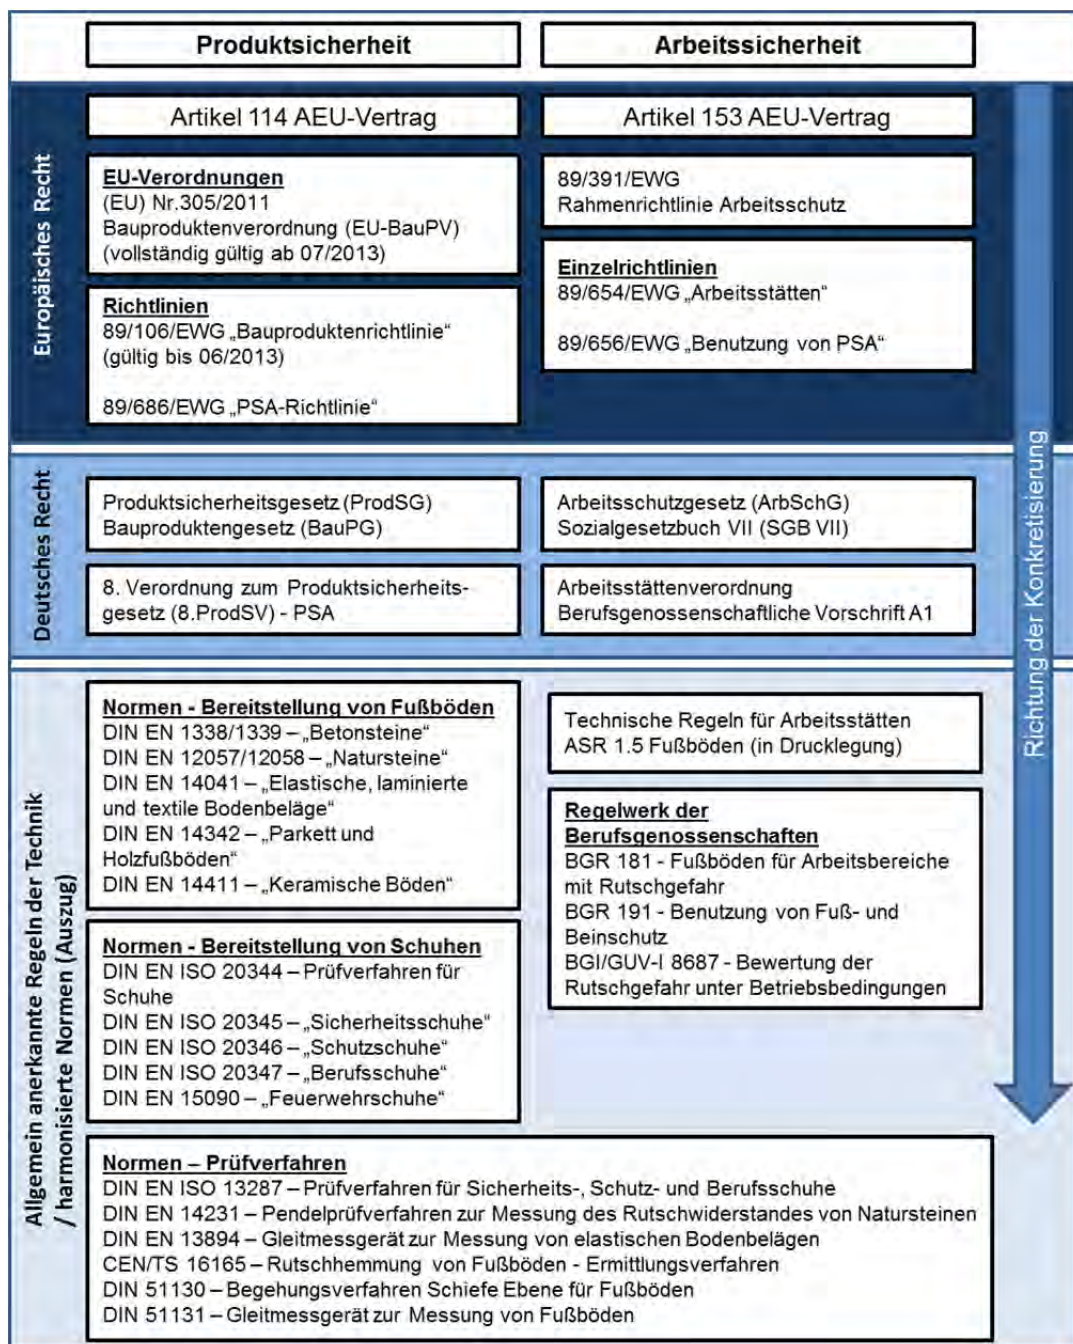 Produktsicherheit
Arbeitssicherheit
Europäisches Recht
Artikel 114 AEU-Vertrag
Artikel 153 AEU-Vertrag
EU-Verordnungen
(EU) Nr.305/2011
Bauproduktenverordnung (EU-BauPV)
(vollständig gültig ab 07/2013)
Richtlinien
89/106/EWG „Bauproduktenrichtlinie“
(gültig bis 06/2013)
89/686/EWG „PSA-Richtlinie“
89/391/EWG
Rahmenrichtlinie Arbeitsschutz
Einzelrichtlinien
89/654/EWG „Arbeitsstätten“
89/656/EWG „Benutzung von PSA“
Richtung der Konkretisierung
Deutsches Recht
Produktsicherheitsgesetz (ProdSG)
Bauproduktengesetz (BauPG)
8. Verordnung zum Produktsicherheits-
gesetz (8.ProdSV) - PSA
Arbeitsschutzgesetz (ArbSchG)
Sozialgesetzbuch VII (SGB VII)
Arbeitsstättenverordnung
Berufsgenossenschaftliche Vorschrift A1
Allgemein anerkannte Regeln der Technik
/ harmonisierte Normen (Auszug)
Normen - Bereitstellung von Fußböden
DIN EN 1338/1339 – „Betonsteine“
DIN EN 12057/12058 – „Natursteine“
DIN EN 14041 – „Elastische, laminierte
und textile Bodenbeläge“
DIN EN 14342 – „Parkett und
Holzfußböden“
DIN EN 14411 – „Keramische Böden“
Normen - Bereitstellung von Schuhen
DIN EN ISO 20344 – Prüfverfahren für
Schuhe
DIN EN ISO 20345 – „Sicherheitsschuhe“
DIN EN ISO 20346 – „Schutzschuhe“
DIN EN ISO 20347 – „Berufsschuhe“
DIN EN 15090 – „Feuerwehrschuhe“
Technische Regeln für Arbeitsstätten
ASR 1.5 Fußböden (in Drucklegung)
Regelwerk der
Berufsgenossenschaften
BGR 181 - Fußböden für Arbeitsbereiche
mit Rutschgefahr
BGR 191 - Benutzung von Fuß- und
Beinschutz
BGI/GUV-I 8687 - Bewertung der
Rutschgefahr unter Betriebsbedingungen
Normen – Prüfverfahren
DIN EN ISO 13287 – Prüfverfahren für Sicherheits-, Schutz- und Berufsschuhe
DIN EN 14231 – Pendelprüfverfahren zur Messung des Rutschwiderstandes von Natursteinen
DIN EN 13894 – Gleitmessgerät zur Messung von elastischen Bodenbelägen
CEN/TS 16165 – Rutschhemmung von Fußböden - Ermittlungsverfahren
DIN 51130 – Begehungsverfahren Schiefe Ebene für Fußböden
DIN 51131 – Gleitmessgerät zur Messung von Fußböden